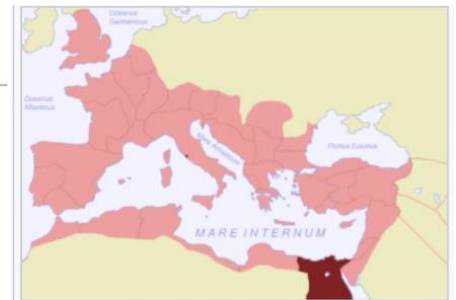 Oceanus
Germanicus
Oceanus
Atlanticus
Mare Adriaticum
Pontus Euxinus
MARE INTERNUM